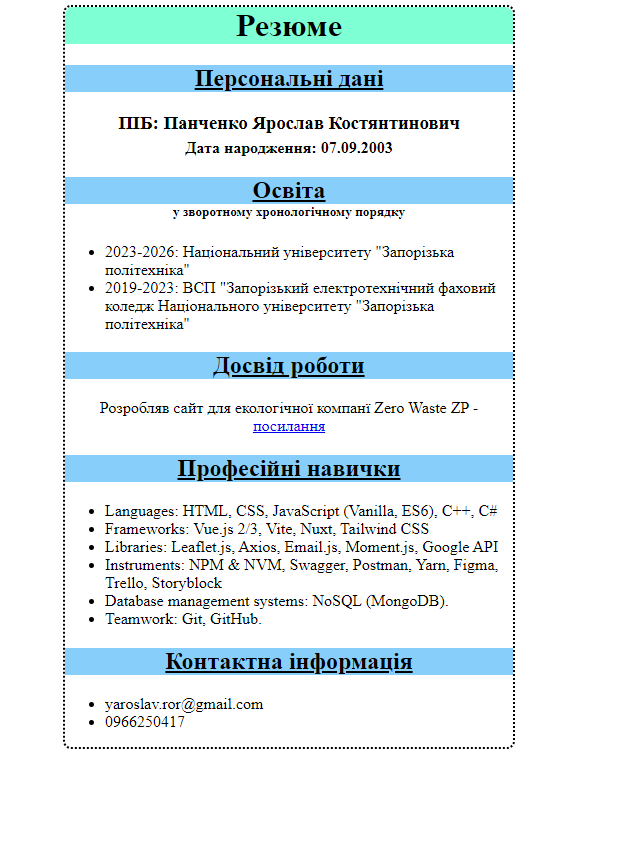 Резюме
Персональні дані
ПІБ: Панченко Ярослав Костянтинович
Дата народження: 07.09.2003
Освіта
у зворотному хронологічному порядку
2023-2026: Національний університету "Запорізька
політехніка"
2019-2023: ВСП "Запорізький електротехнічний фаховий
коледж Національного університету "Запорізька
політехніка"
Досвід роботи
Розробляв сайт для екологічної компанї Zero Waste ZP -
посилання
Професійні навички
Languages: HTML, CSS, JavaScript (Vanilla, ES6), C++, C#
Frameworks: Vue.js 2/3, Vite, Nuxt, Tailwind CSS
Libraries: Leaflet.js, Axios, Email.js, Moment.js, Google API
Instruments: NPM & NVM, Swagger, Postman, Yarn, Figma,
Trello, Storyblock
Database management systems: NoSQL (MongoDB).
Teamwork: Git, GitHub.
Контактна інформація
yaroslav.ror@gmail.com
0966250417